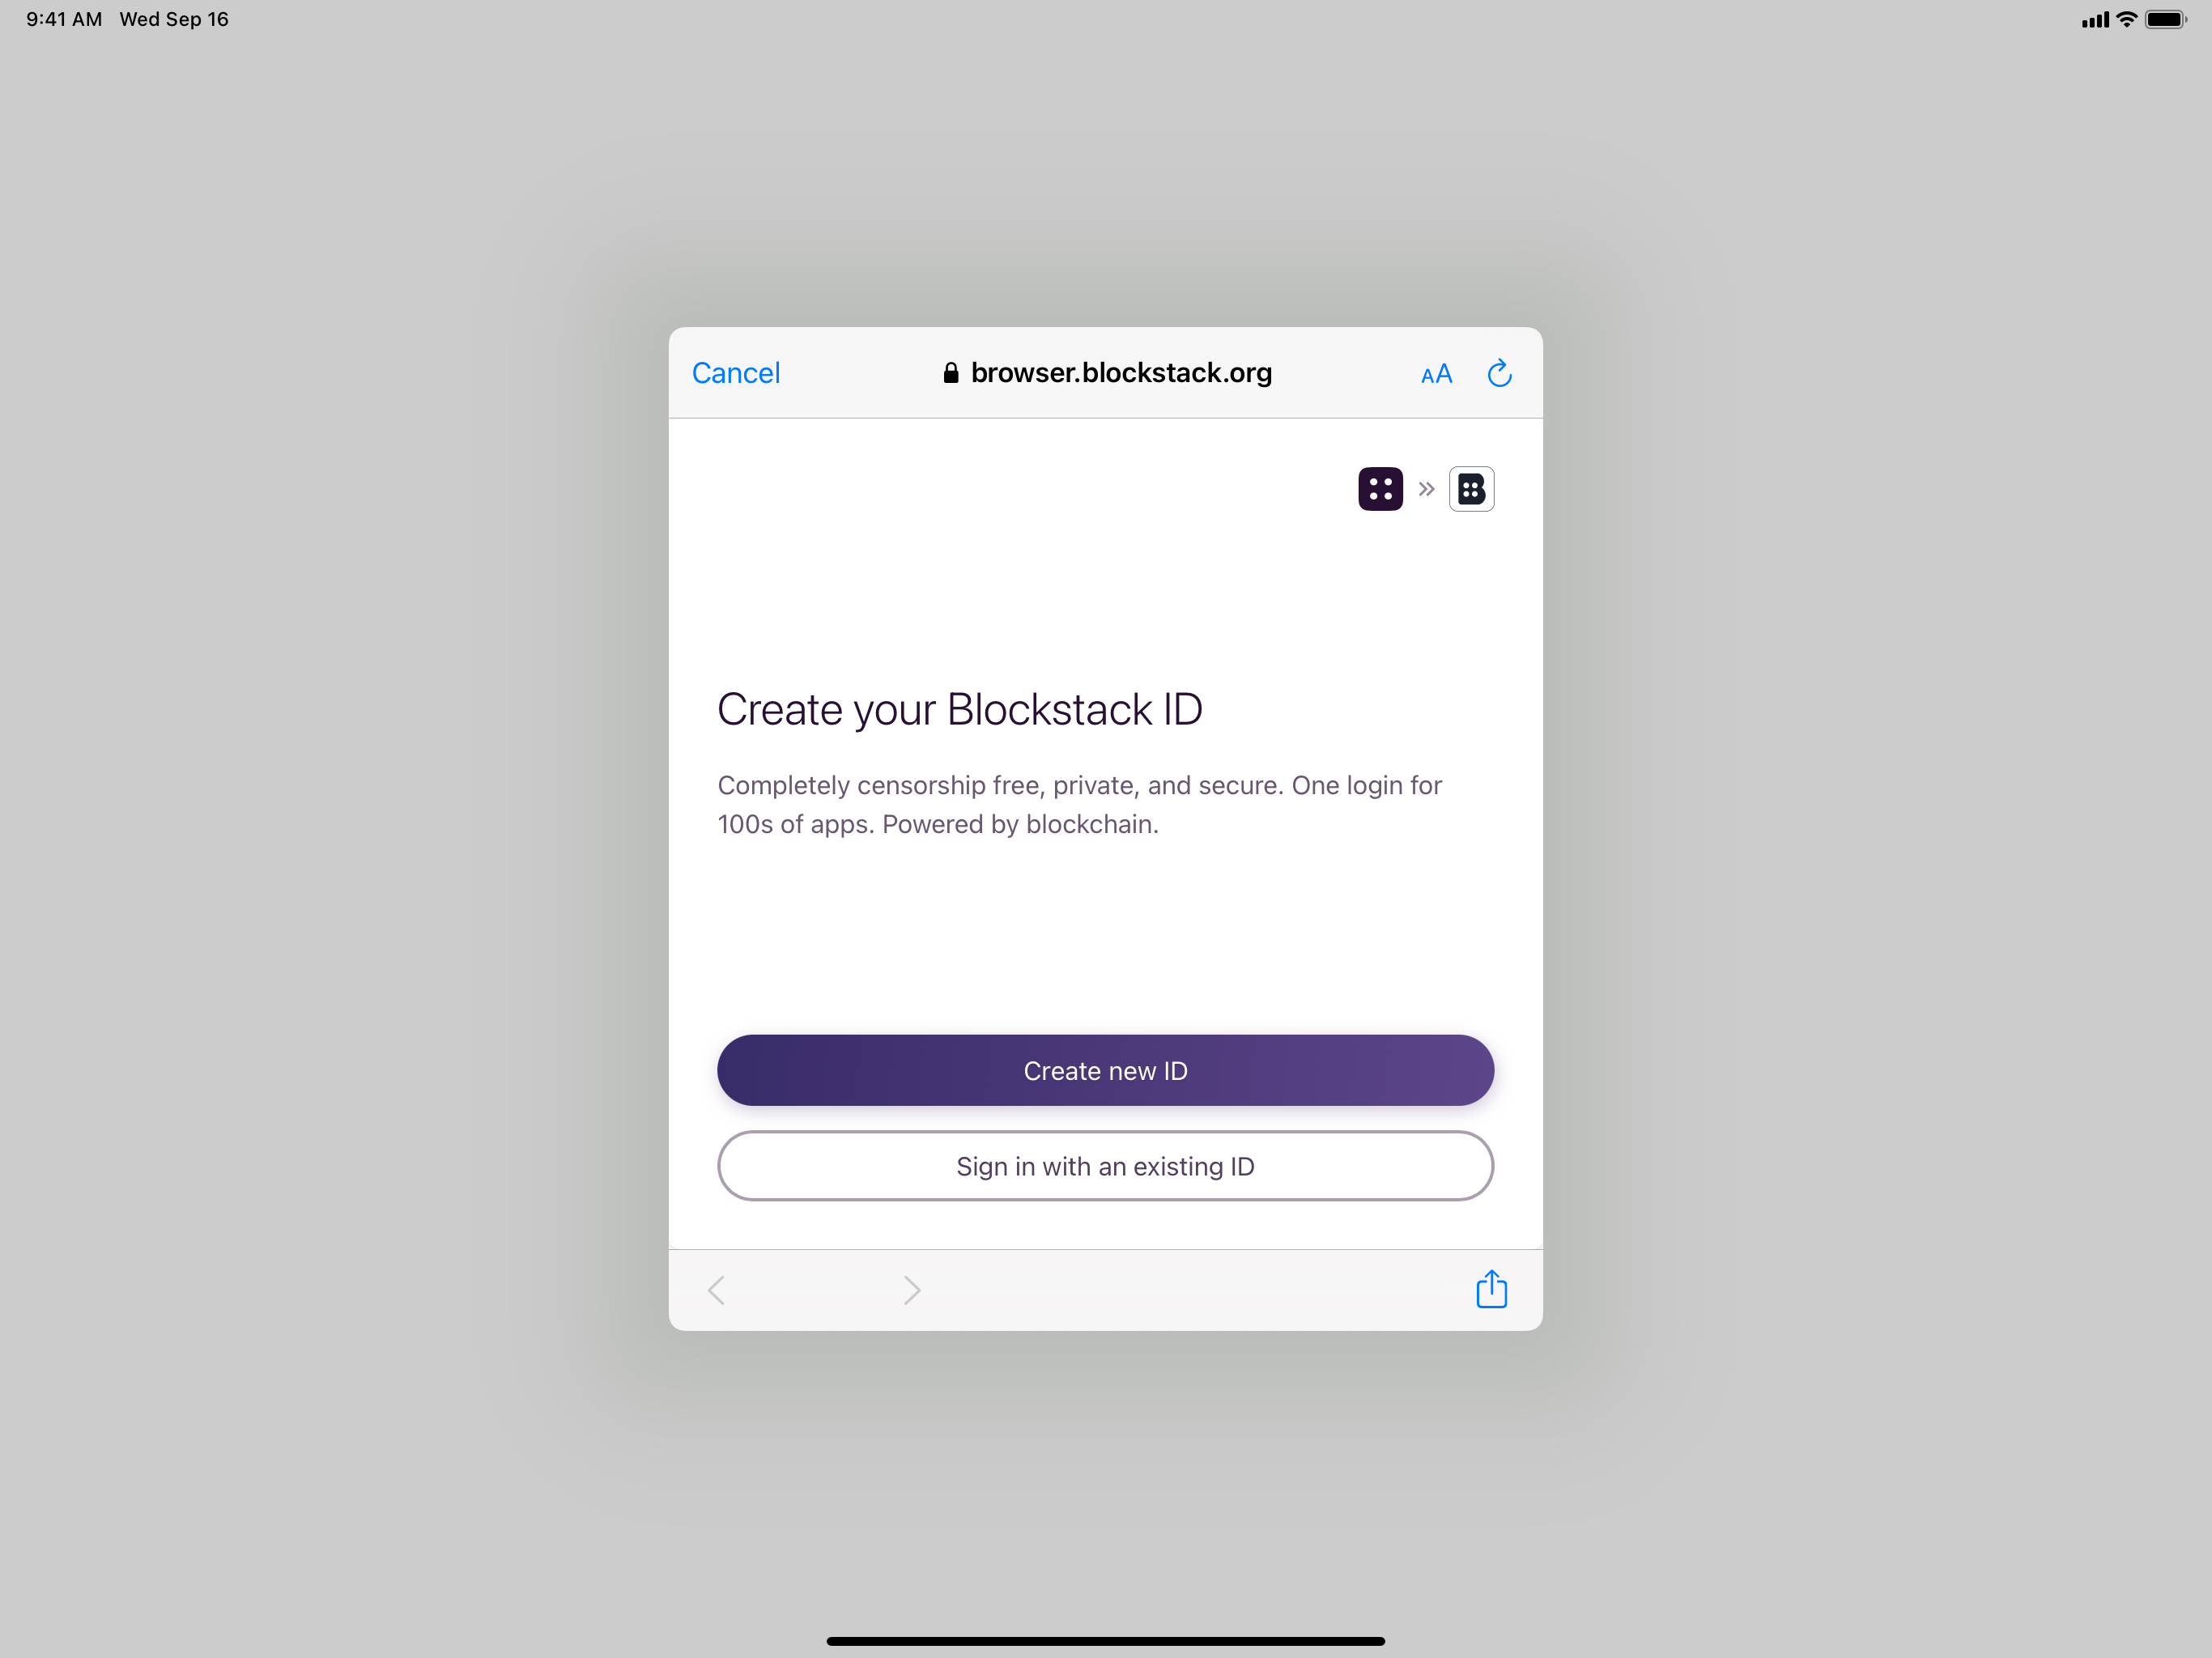 9:41 AM Wed Sep 16
Cancel
browser.blockstack.org
AA
Create your Blockstack ID
Completely censorship free, private, and secure. One login for
100s of apps. Powered by blockchain.
Create new ID
Sign in with an existing ID